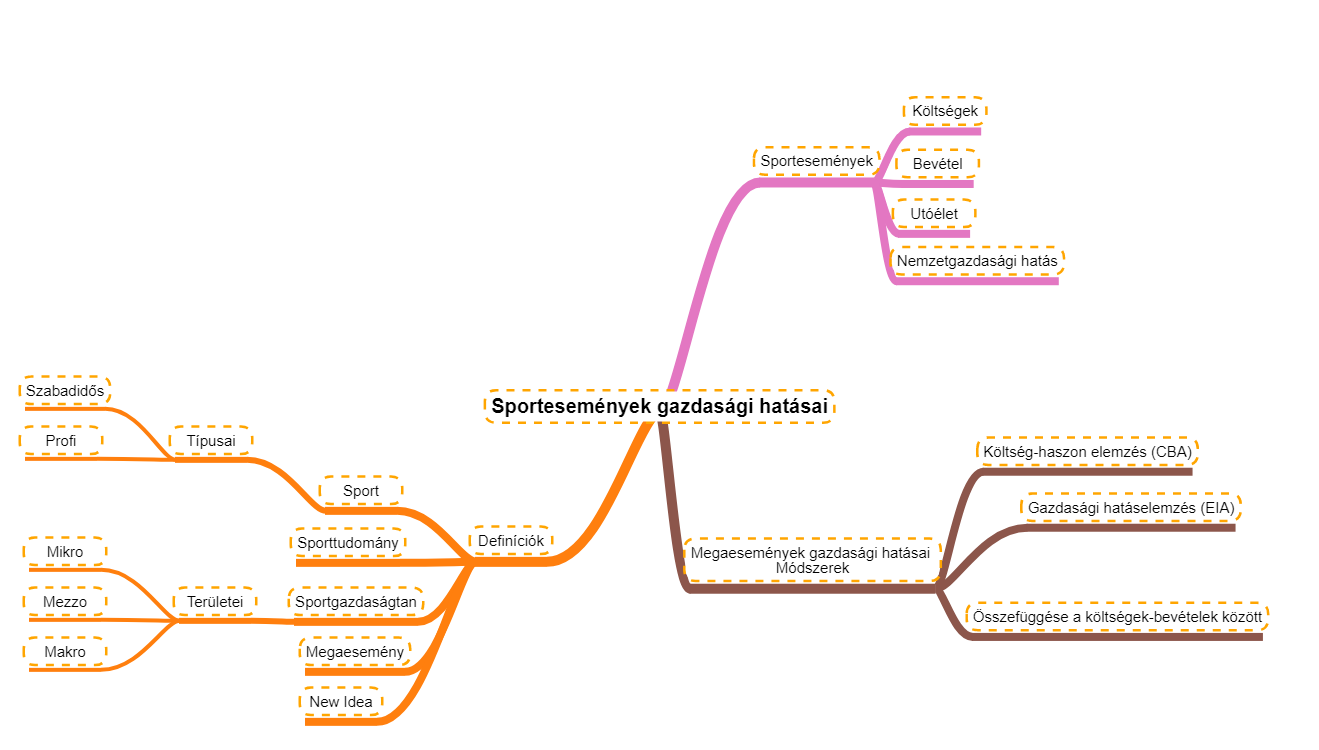 Költségek
Sportesemények
Bevétel
Utóélet
Nemzetgazdasági hatás
Sportesemények gazdasági hatásai
Szabadidős
Profi
Típusai
Sport
Sporttudomány
Definíciók
Mikro
Mezzo
Makro
Területei
Sportgazdaságtan
Megaesemény
New Idea
Költség-haszon elemzés (CBA)
Gazdasági hatáselemzés (EIA)
Megaesemények gazdasági hatásai
Módszerek
Összefüggése a költségek-bevételek között